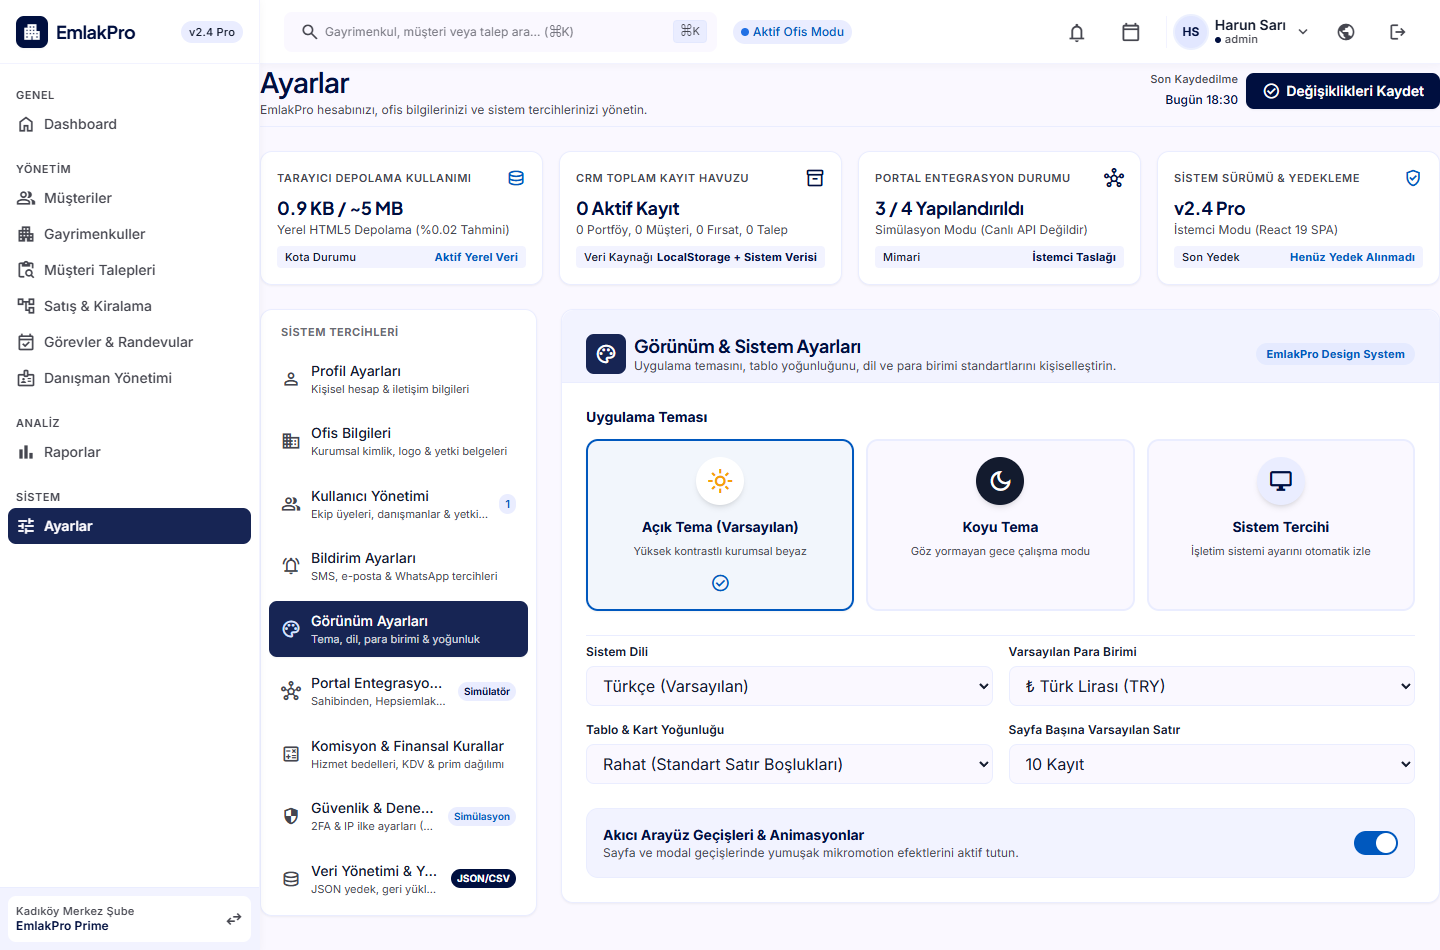 EmlakPro
v2.4 Pro
Gayrimenkul, müşteri veya talep ara... (⌘K)
⌘K
Aktif Ofis Modu
HS
Harun Sarı
admin
GENEL
Dashboard
YÖNETİM
Müşteriler
Gayrimenkuller
Müşteri Talepleri
Satış & Kiralama
Görevler & Randevular
Danışman Yönetimi
ANALİZ
Raporlar
SİSTEM
Ayarlar
Kadıköy Merkez Şube
EmlakPro Prime
Ayarlar
EmlakPro hesabınızı, ofis bilgilerinizi ve sistem tercihlerinizi yönetin.
Son Kaydedilme
Bugün 18:30
Değişiklikleri Kaydet
TARAYICI DEPOLAMA KULLANIMI
0.9 KB / ~5 MB
Yerel HTML5 Depolama (%0.02 Tahmini)
Kota Durumu
Aktif Yerel Veri
CRM TOPLAM KAYIT HAVUZU
0 Aktif Kayıt
0 Portföy, 0 Müşteri, 0 Fırsat, 0 Talep
Veri Kaynağı
LocalStorage + Sistem Verisi
PORTAL ENTEGRASYON DURUMU
3 / 4 Yapılandırıldı
Simülasyon Modu (Canlı API Değildir)
Mimari
İstemci Taslağı
SİSTEM SÜRÜMÜ & YEDEKLEME
v2.4 Pro
İstemci Modu (React 19 SPA)
Son Yedek
Henüz Yedek Alınmadı
SİSTEM TERCİHLERİ
Profil Ayarları
Kişisel hesap & iletişim bilgileri
Ofis Bilgileri
Kurumsal kimlik, logo & yetki belgeleri
Kullanıcı Yönetimi
Ekip üyeleri, danışmanlar & yetki...
1
Bildirim Ayarları
SMS, e-posta & WhatsApp tercihleri
Görünüm Ayarları
Tema, dil, para birimi & yoğunluk
Portal Entegrasyo...
Sahibinden, Hepsiemlak...
Simülatör
Komisyon & Finansal Kurallar
Hizmet bedelleri, KDV & prim dağılımı
Güvenlik & Dene...
2FA & IP ilke ayarları (...
Simülasyon
Veri Yönetimi & Y...
JSON yedek, geri yükl...
JSON/CSV
Görünüm & Sistem Ayarları
Uygulama temasını, tablo yoğunluğunu, dil ve para birimi standartlarını kişiselleştirin.
EmlakPro Design System
Uygulama Teması
Açık Tema (Varsayılan)
Yüksek kontrastlı kurumsal beyaz
Koyu Tema
Göz yormayan gece çalışma modu
Sistem Tercihi
İşletim sistemi ayarını otomatik izle
Sistem Dili
Türkçe (Varsayılan)
Varsayılan Para Birimi
₺ Türk Lirası (TRY)
Tablo & Kart Yoğunluğu
Rahat (Standart Satır Boşlukları)
Sayfa Başına Varsayılan Satır
10 Kayıt
Akıcı Arayüz Geçişleri & Animasyonlar
Sayfa ve modal geçişlerinde yumuşak mikromotion efektlerini aktif tutun.